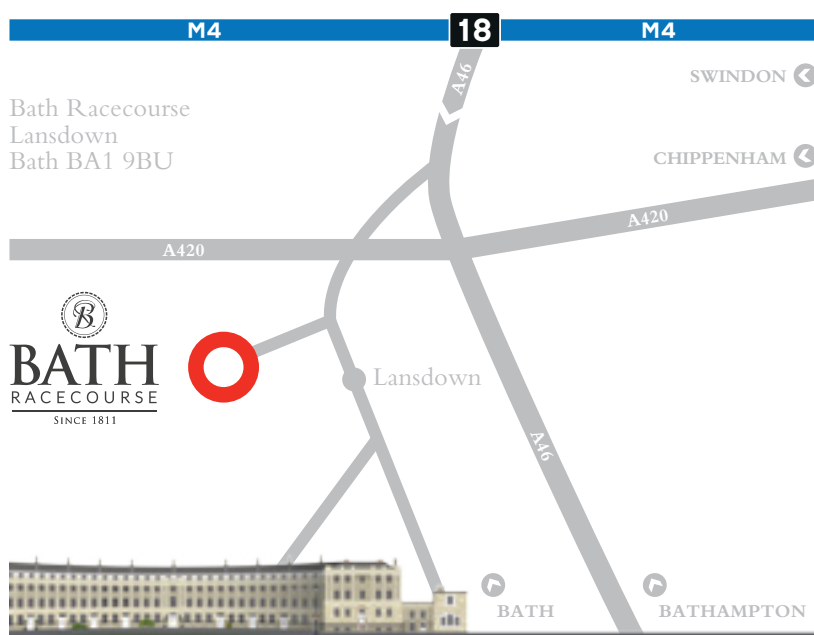 M4
18
M4
A46
SWINDON
Bath Racecourse
Lansdown
Bath BA1 9BU
CHIPPENHAM
A420
A420
B
BATH
RACECOURSE
SINCE 1811
Lansdown
A46
BATH
BATHAMPTON